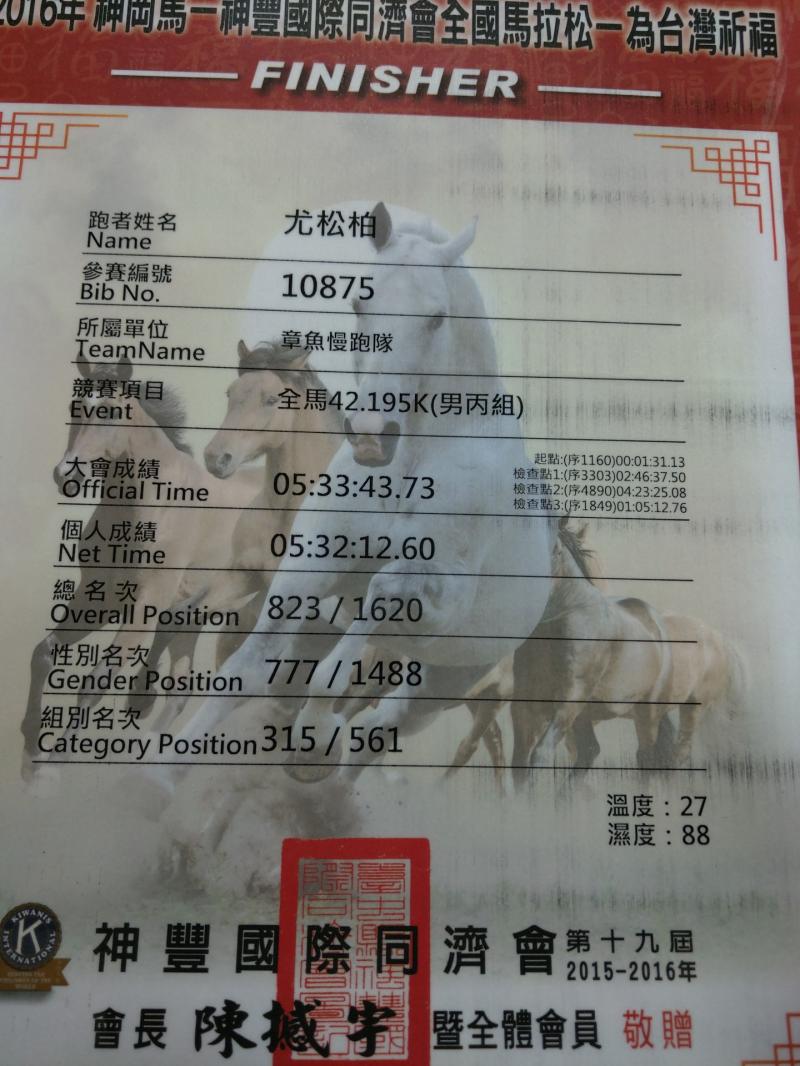 2016年 神岡馬－神豐國際同濟會全國馬拉松－為台灣祈福
FINISHER
跑者姓名 尤松柏
Name
參賽編號 10875
Bib No.
所屬單位 章魚慢跑隊
TeamName
競賽項目 全馬42.195K(男丙組)
Event
起點:(序1160)00:01:31.13
檢查點1:(序3303)02:46:37.50
檢查點2:(序4890)04:23:25.08
檢查點3:(序1849)01:05:12.76
大會成績 05:33:43.73
Official Time
個人成績 05:32:12.60
Net Time
總 名 次 823 / 1620
Overall Position
性別名次 777 / 1488
Gender Position
組別名次 315 / 561
Category Position
溫度：27
濕度：88
KIWANIS
K
INTERNATIONAL
神豐國際同濟會 第十九屆
2015-2016年
會長 陳撼宇 暨全體會員 敬贈